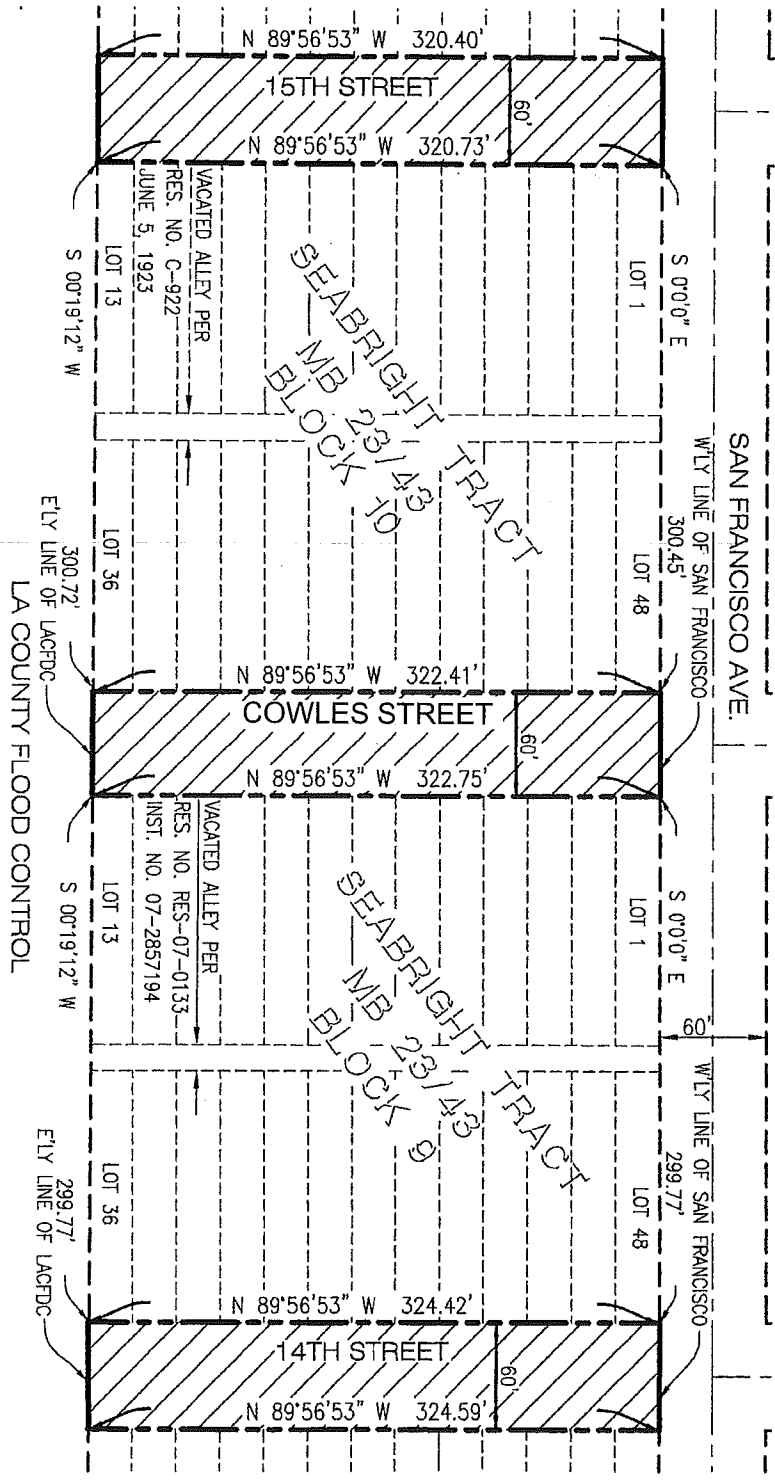 N 89°56'53" W 320.40'
15TH STREET
60'
N 89°56'53" W 320.73'
VACATED ALLEY PER
RES. NO. C-922
JUNE 5, 1923
S 00°19'12" W
LOT 13
LOT 1
S 0°0'0" E
SEABRIGHT TRACT
MB 23/43
BLOCK 10
SAN FRANCISCO AVE.
W'LY LINE OF SAN FRANCISCO
300.45'
LOT 48
LOT 36
300.72'
E'LY LINE OF LACFDC
LA COUNTY FLOOD CONTROL
N 89°56'53" W 322.41'
COWLES STREET
60'
N 89°56'53" W 322.75'
VACATED ALLEY PER
RES. NO. RES-07-0133
INST. NO. 07-2857194
S 00°19'12" W
LOT 13
LOT 1
S 0°0'0" E
60'
SEABRIGHT TRACT
MB 23/43
BLOCK 9
W'LY LINE OF SAN FRANCISCO
299.77'
LOT 48
LOT 36
299.77'
E'LY LINE OF LACFDC
N 89°56'53" W 324.42'
14TH STREET
60'
N 89°56'53" W 324.59'